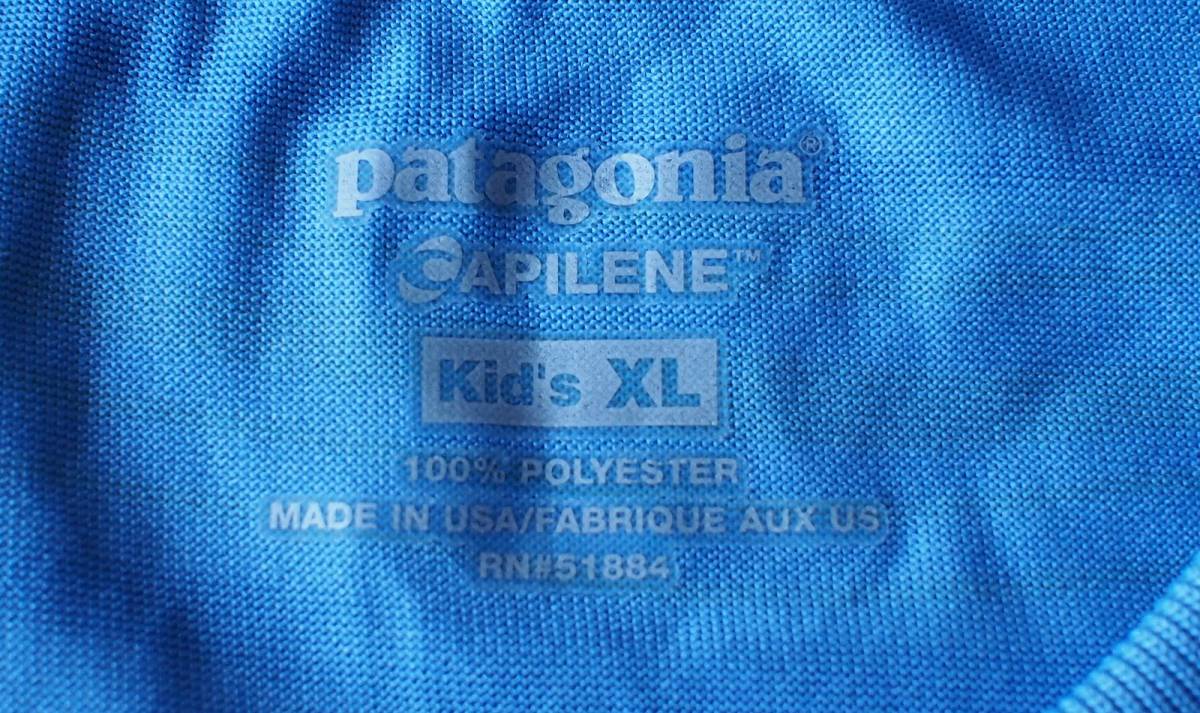 patagonia®
CAPILENE™
Kid's XL
100% POLYESTER
MADE IN USA/FABRIQUE AUX US
RN#51884